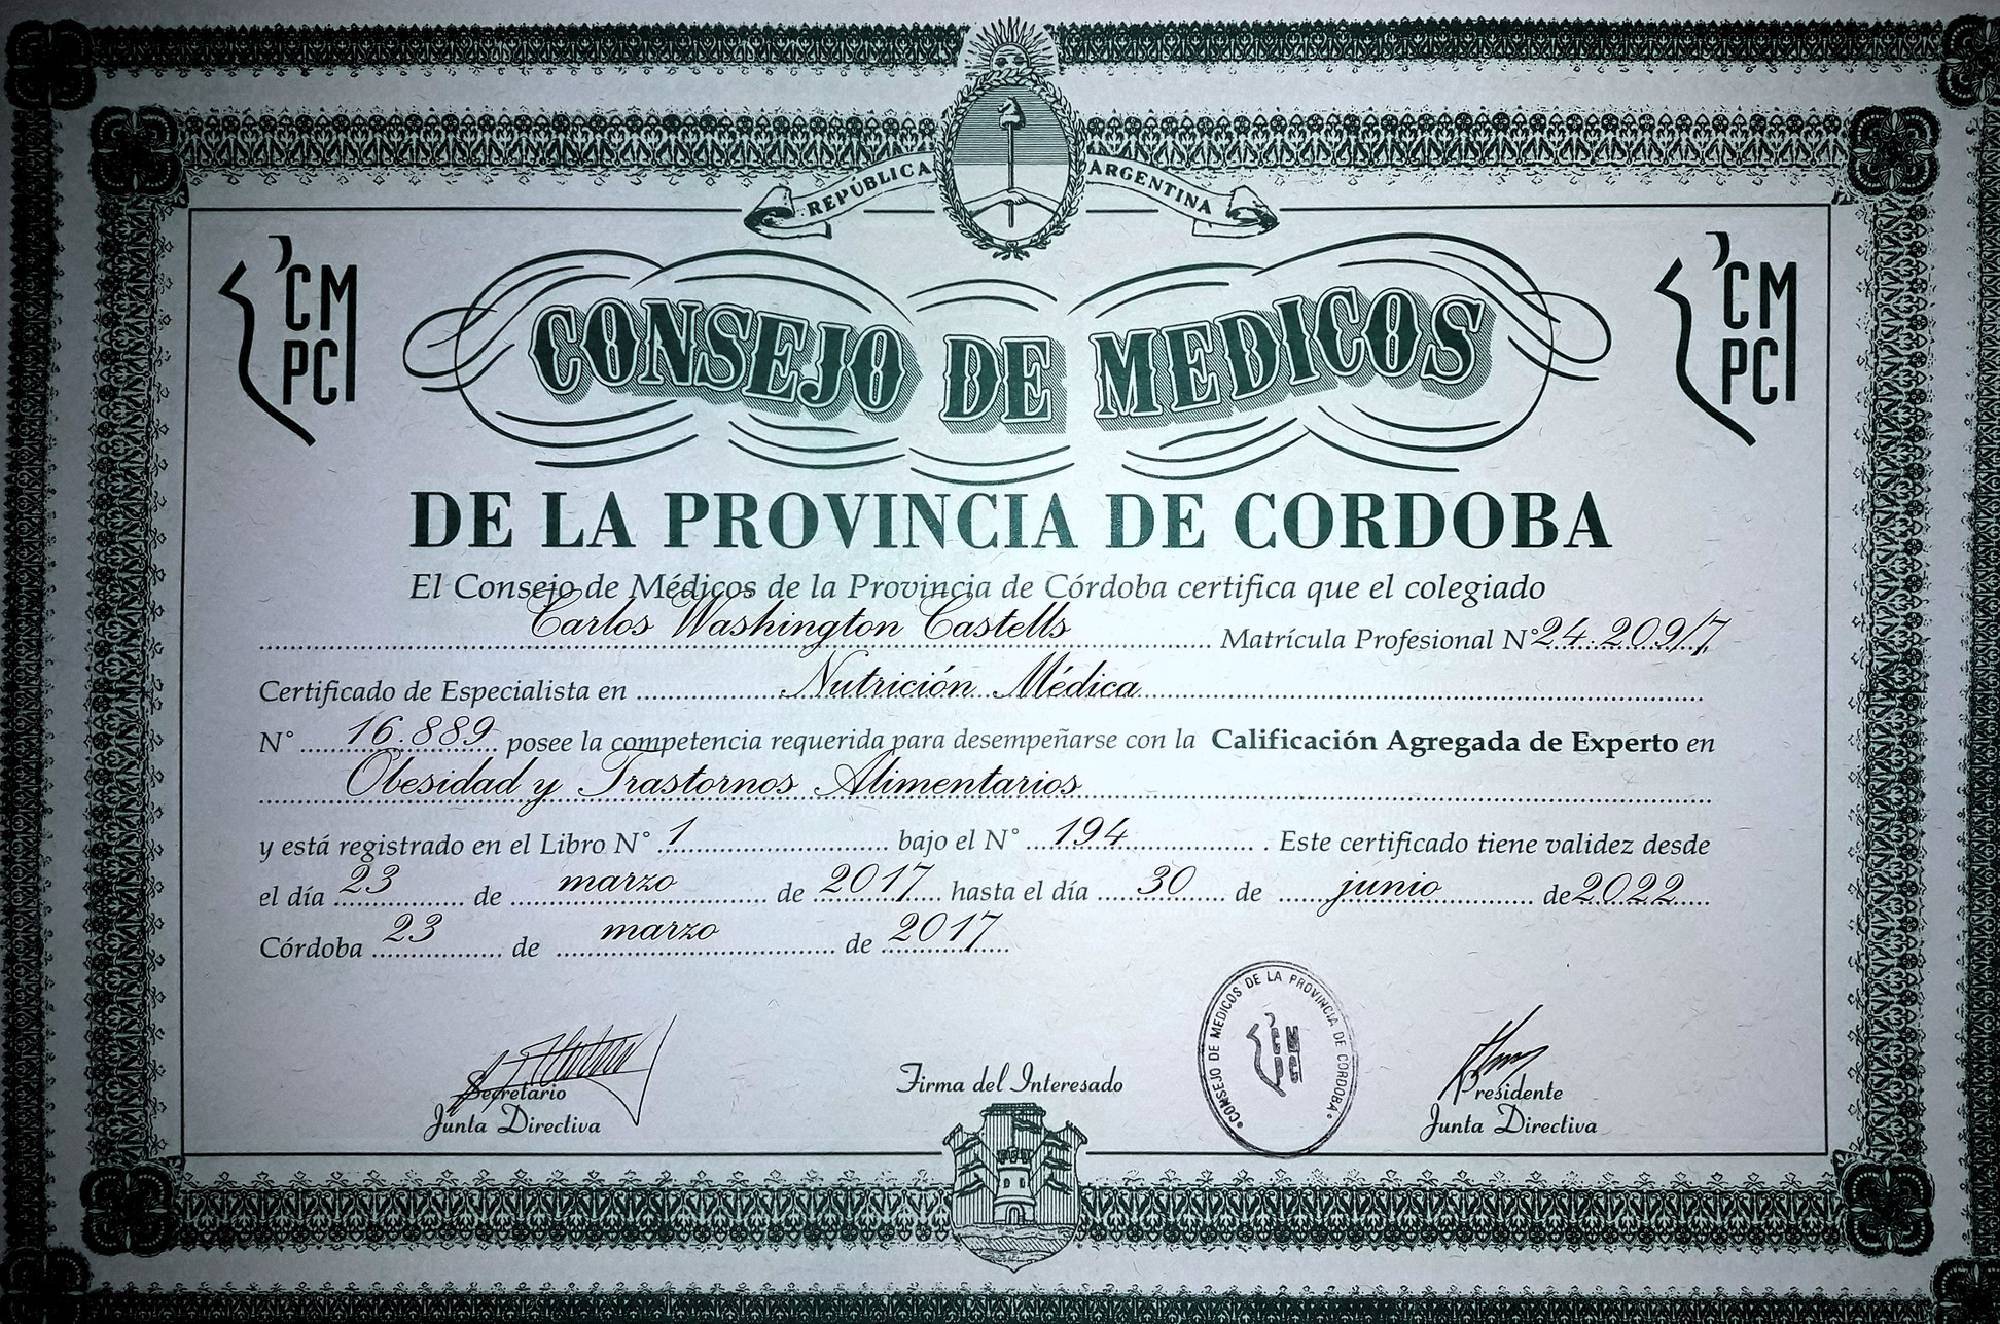 REPÚBLICA ARGENTINA
CM
PC
CM
PC
CONSEJO DE MEDICOS
DE LA PROVINCIA DE CORDOBA
El Consejo de Médicos de la Provincia de Córdoba certifica que el colegiado
Carlos Washington Castells Matrícula Profesional N° 24.209/7
Certificado de Especialista en Nutrición Médica
N° 16.889 posee la competencia requerida para desempeñarse con la Calificación Agregada de Experto en
Obesidad y Trastornos Alimentarios
y está registrado en el Libro N° 1 bajo el N° 194. Este certificado tiene validez desde
el día 23 de marzo de 2017 hasta el día 30 de junio de 2022
Córdoba 23 de marzo de 2017
CONSEJO DE MEDICOS DE LA PROVINCIA DE CORDOBA
CM
PC
Secretario
Junta Directiva
Firma del Interesado
Presidente
Junta Directiva